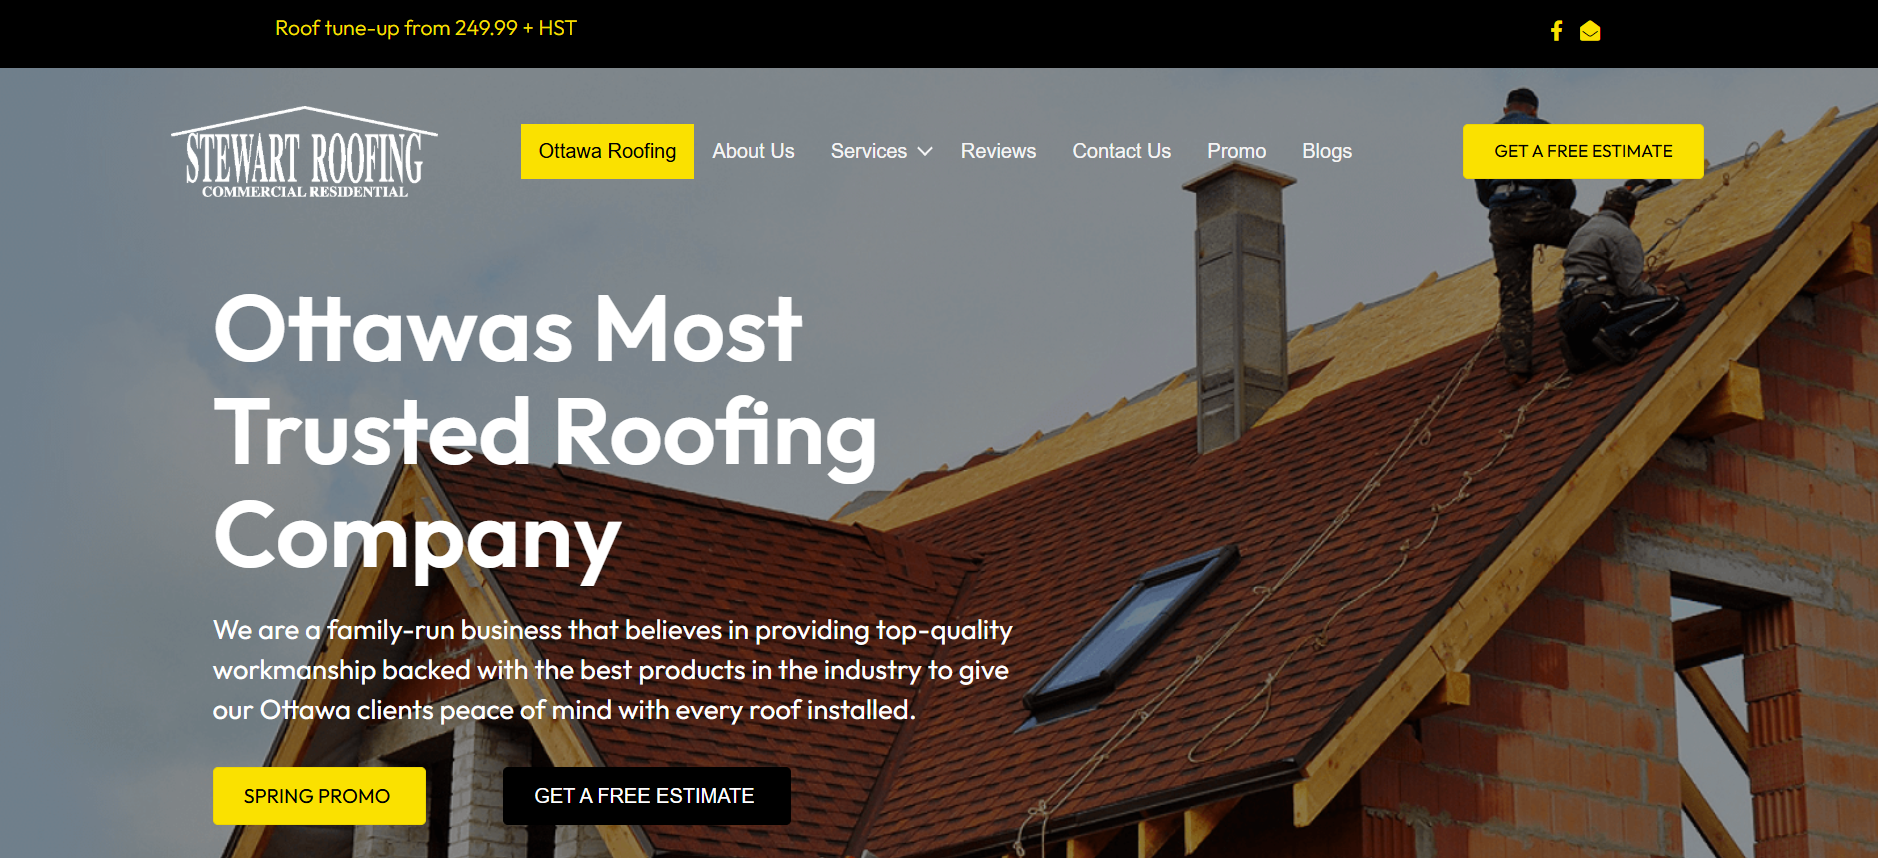 Roof tune-up from 249.99 + HST
STEWART ROOFING
COMMERCIAL RESIDENTIAL
Ottawa Roofing
About Us
Services
Reviews
Contact Us
Promo
Blogs
GET A FREE ESTIMATE
Ottawas Most
Trusted Roofing
Company
We are a family-run business that believes in providing top-quality
workmanship backed with the best products in the industry to give
our Ottawa clients peace of mind with every roof installed.
SPRING PROMO
GET A FREE ESTIMATE